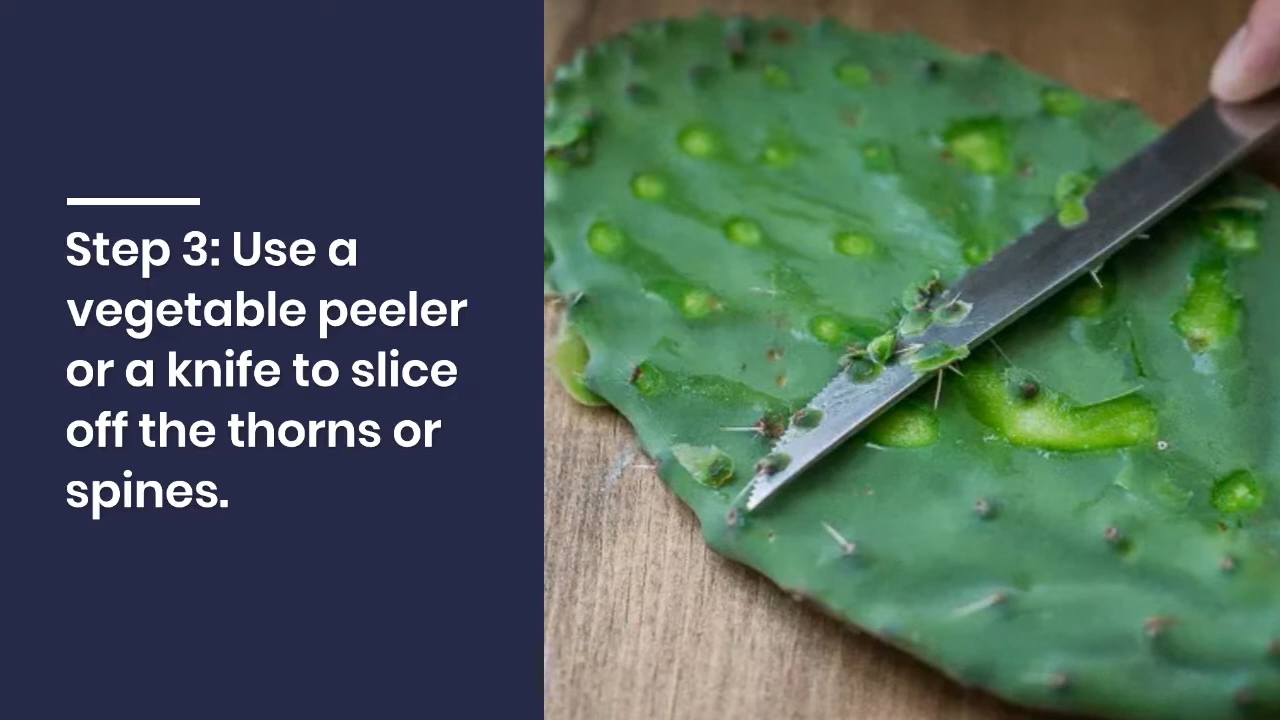 Step 3: Use a
vegetable peeler
or a knife to slice
off the thorns or
spines.